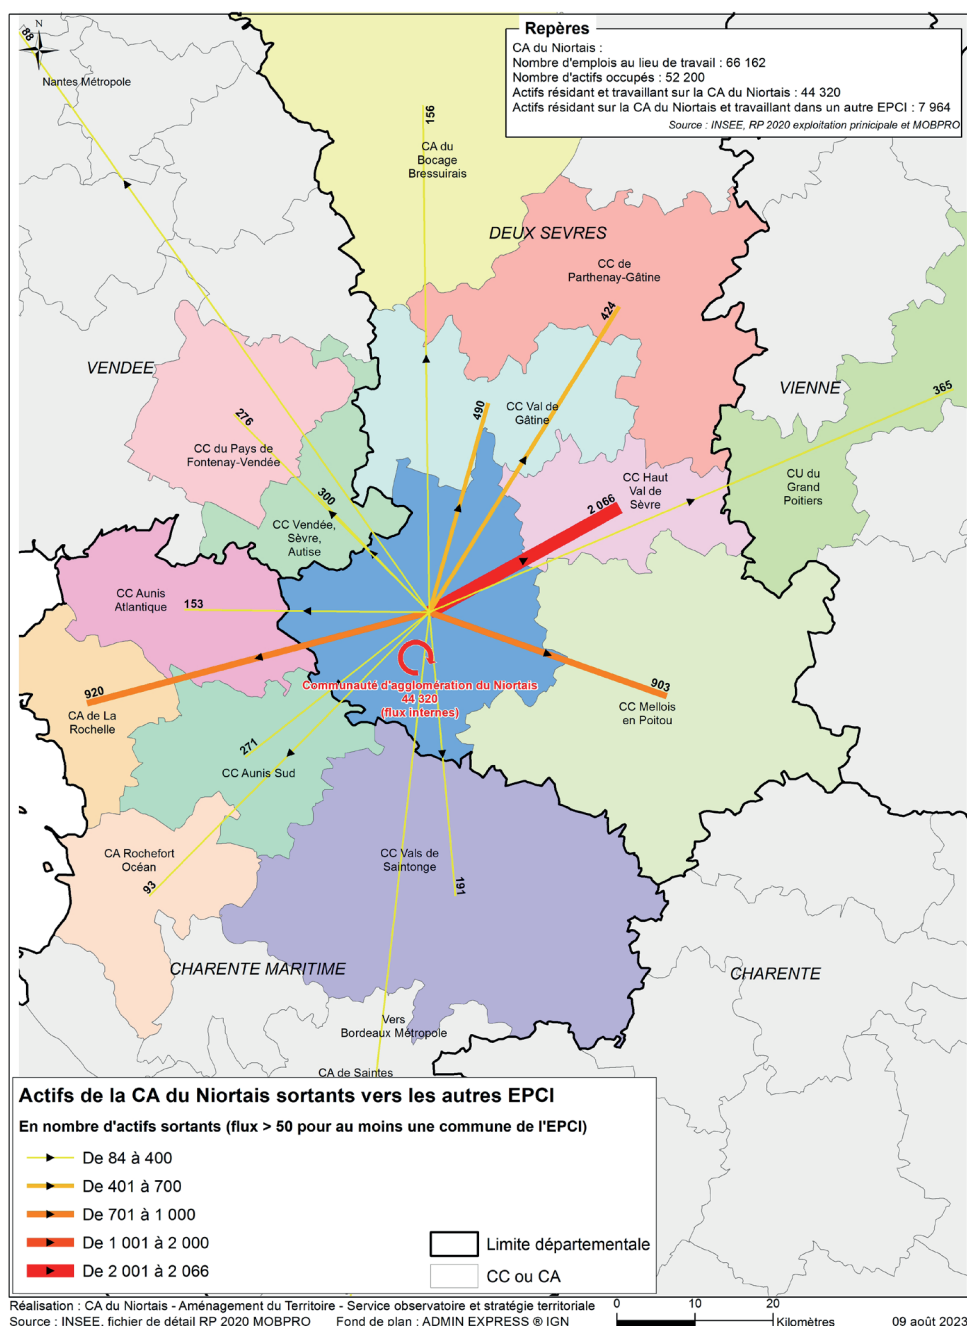 Repères
CA du Niortais :
Nombre d'emplois au lieu de travail : 66 162
Nombre d'actifs occupés : 52 200
Actifs résidant et travaillant sur la CA du Niortais : 44 320
Actifs résidant sur la CA du Niortais et travaillant dans un autre EPCI : 7 964
Source : INSEE, RP 2020 exploitation prinicipale et MOBPRO
88
N
Nantes Métropole
156
CA du
Bocage
Bressuirais
DEUX SEVRES
CC de
Parthenay-Gâtine
424
VENDEE
VIENNE
365
276
490
CC Val de
Gâtine
CC du Pays de
Fontenay-Vendée
CC Haut
Val de
Sèvre
CU du
Grand
Poitiers
300
2 066
CC Vendée,
Sèvre,
Autise
CC Aunis
Atlantique
153
Communauté d'agglomération du Niortais
44 320
(flux internes)
920
CA de La
Rochelle
903
CC Mellois
en Poitou
271
CC Aunis Sud
CA Rochefort
Océan
93
CC Vals de
Saintonge
191
CHARENTE MARITIME
CHARENTE
Vers
Bordeaux Métropole
CA de Saintes
Actifs de la CA du Niortais sortants vers les autres EPCI
En nombre d'actifs sortants (flux > 50 pour au moins une commune de l'EPCI)
De 84 à 400
De 401 à 700
De 701 à 1 000
De 1 001 à 2 000
De 2 001 à 2 066
Limite départementale
CC ou CA
Réalisation : CA du Niortais - Aménagement du Territoire - Service observatoire et stratégie territoriale
Source : INSEE, fichier de détail RP 2020 MOBPRO Fond de plan : ADMIN EXPRESS ® IGN
0 10 20
Kilomètres
09 août 2023